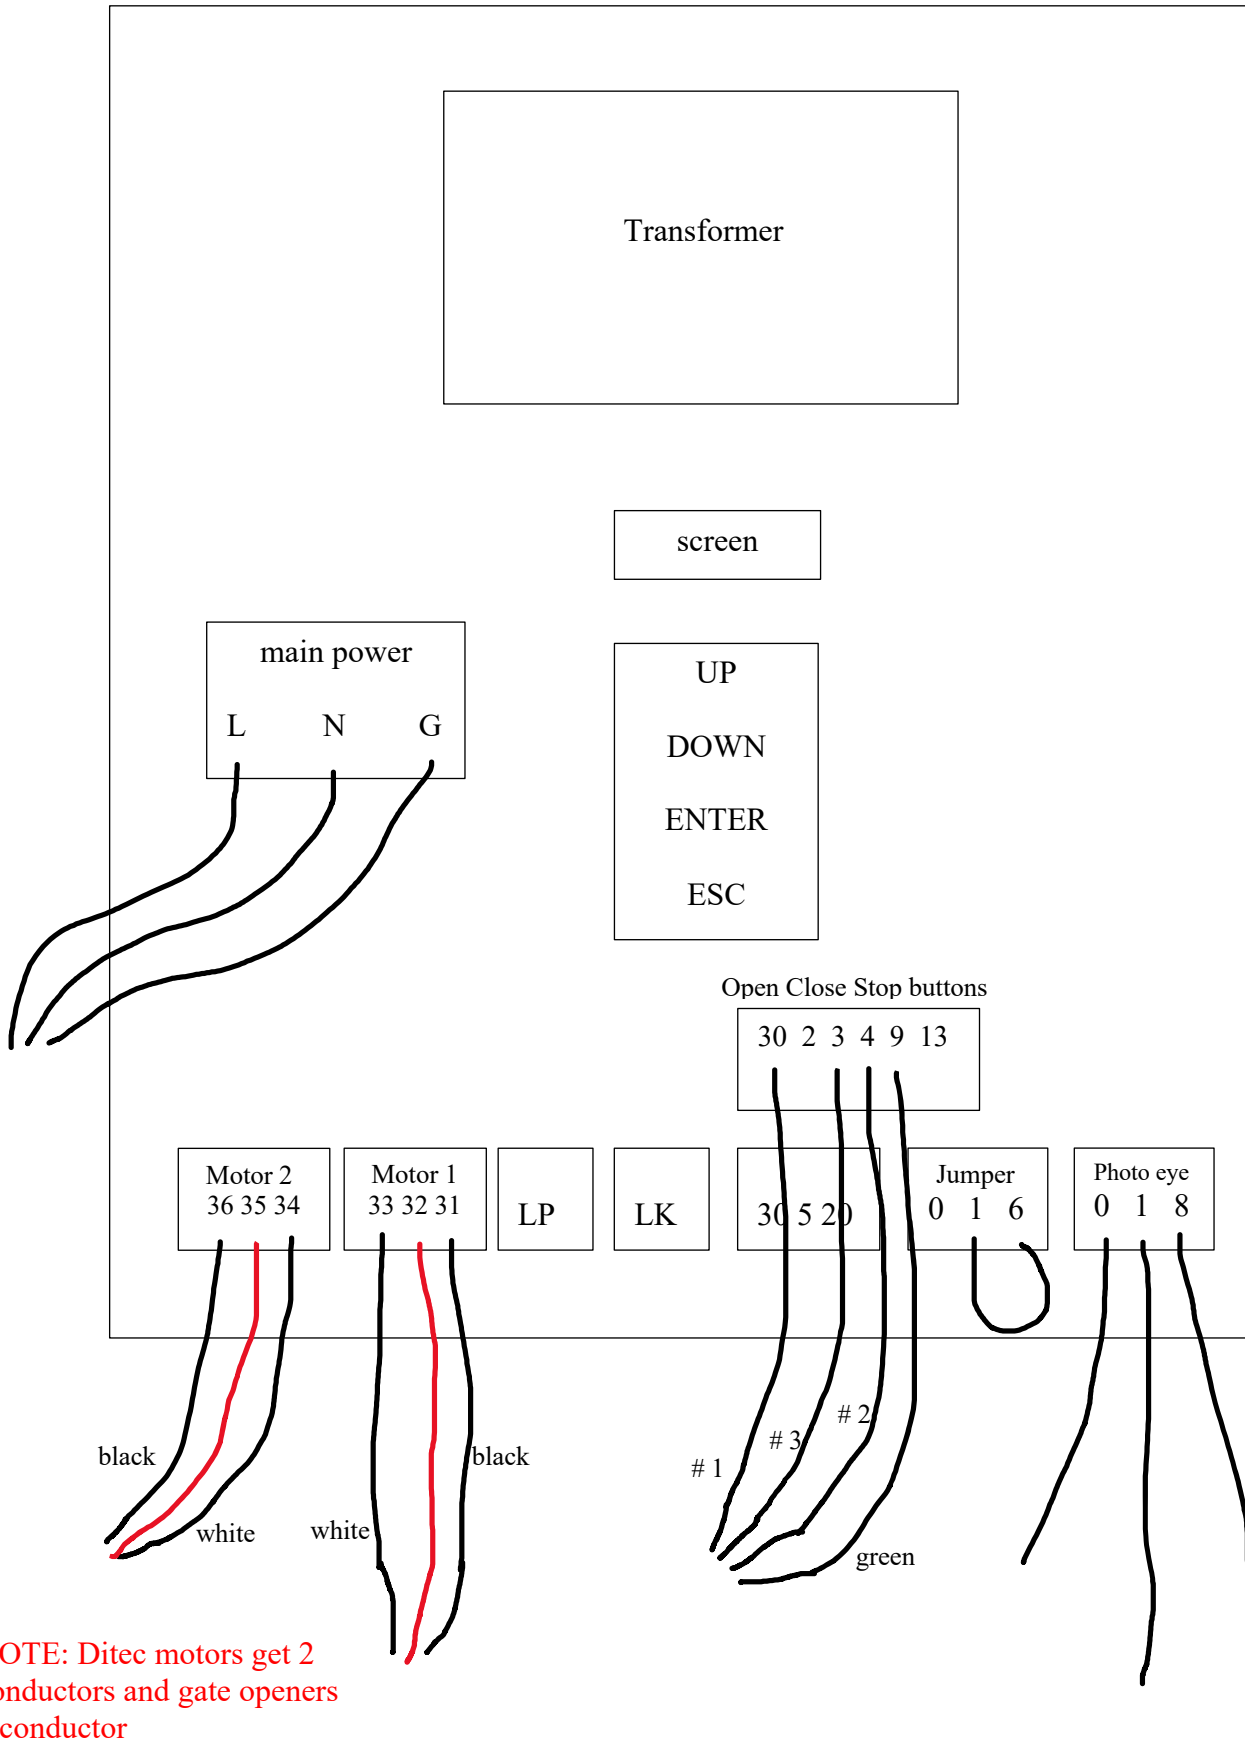 Transformer
screen
main power
L N G
UP
DOWN
ENTER
ESC
Open Close Stop buttons
30 2 3 4 9 13
Motor 2
36 35 34
Motor 1
33 32 31
LP
LK
30 5 20
Jumper
0 1 6
Photo eye
0 1 8
black
white
white
black
# 1
# 3
# 2
green
OTE: Ditec motors get 2
onductors and gate openers
conductor